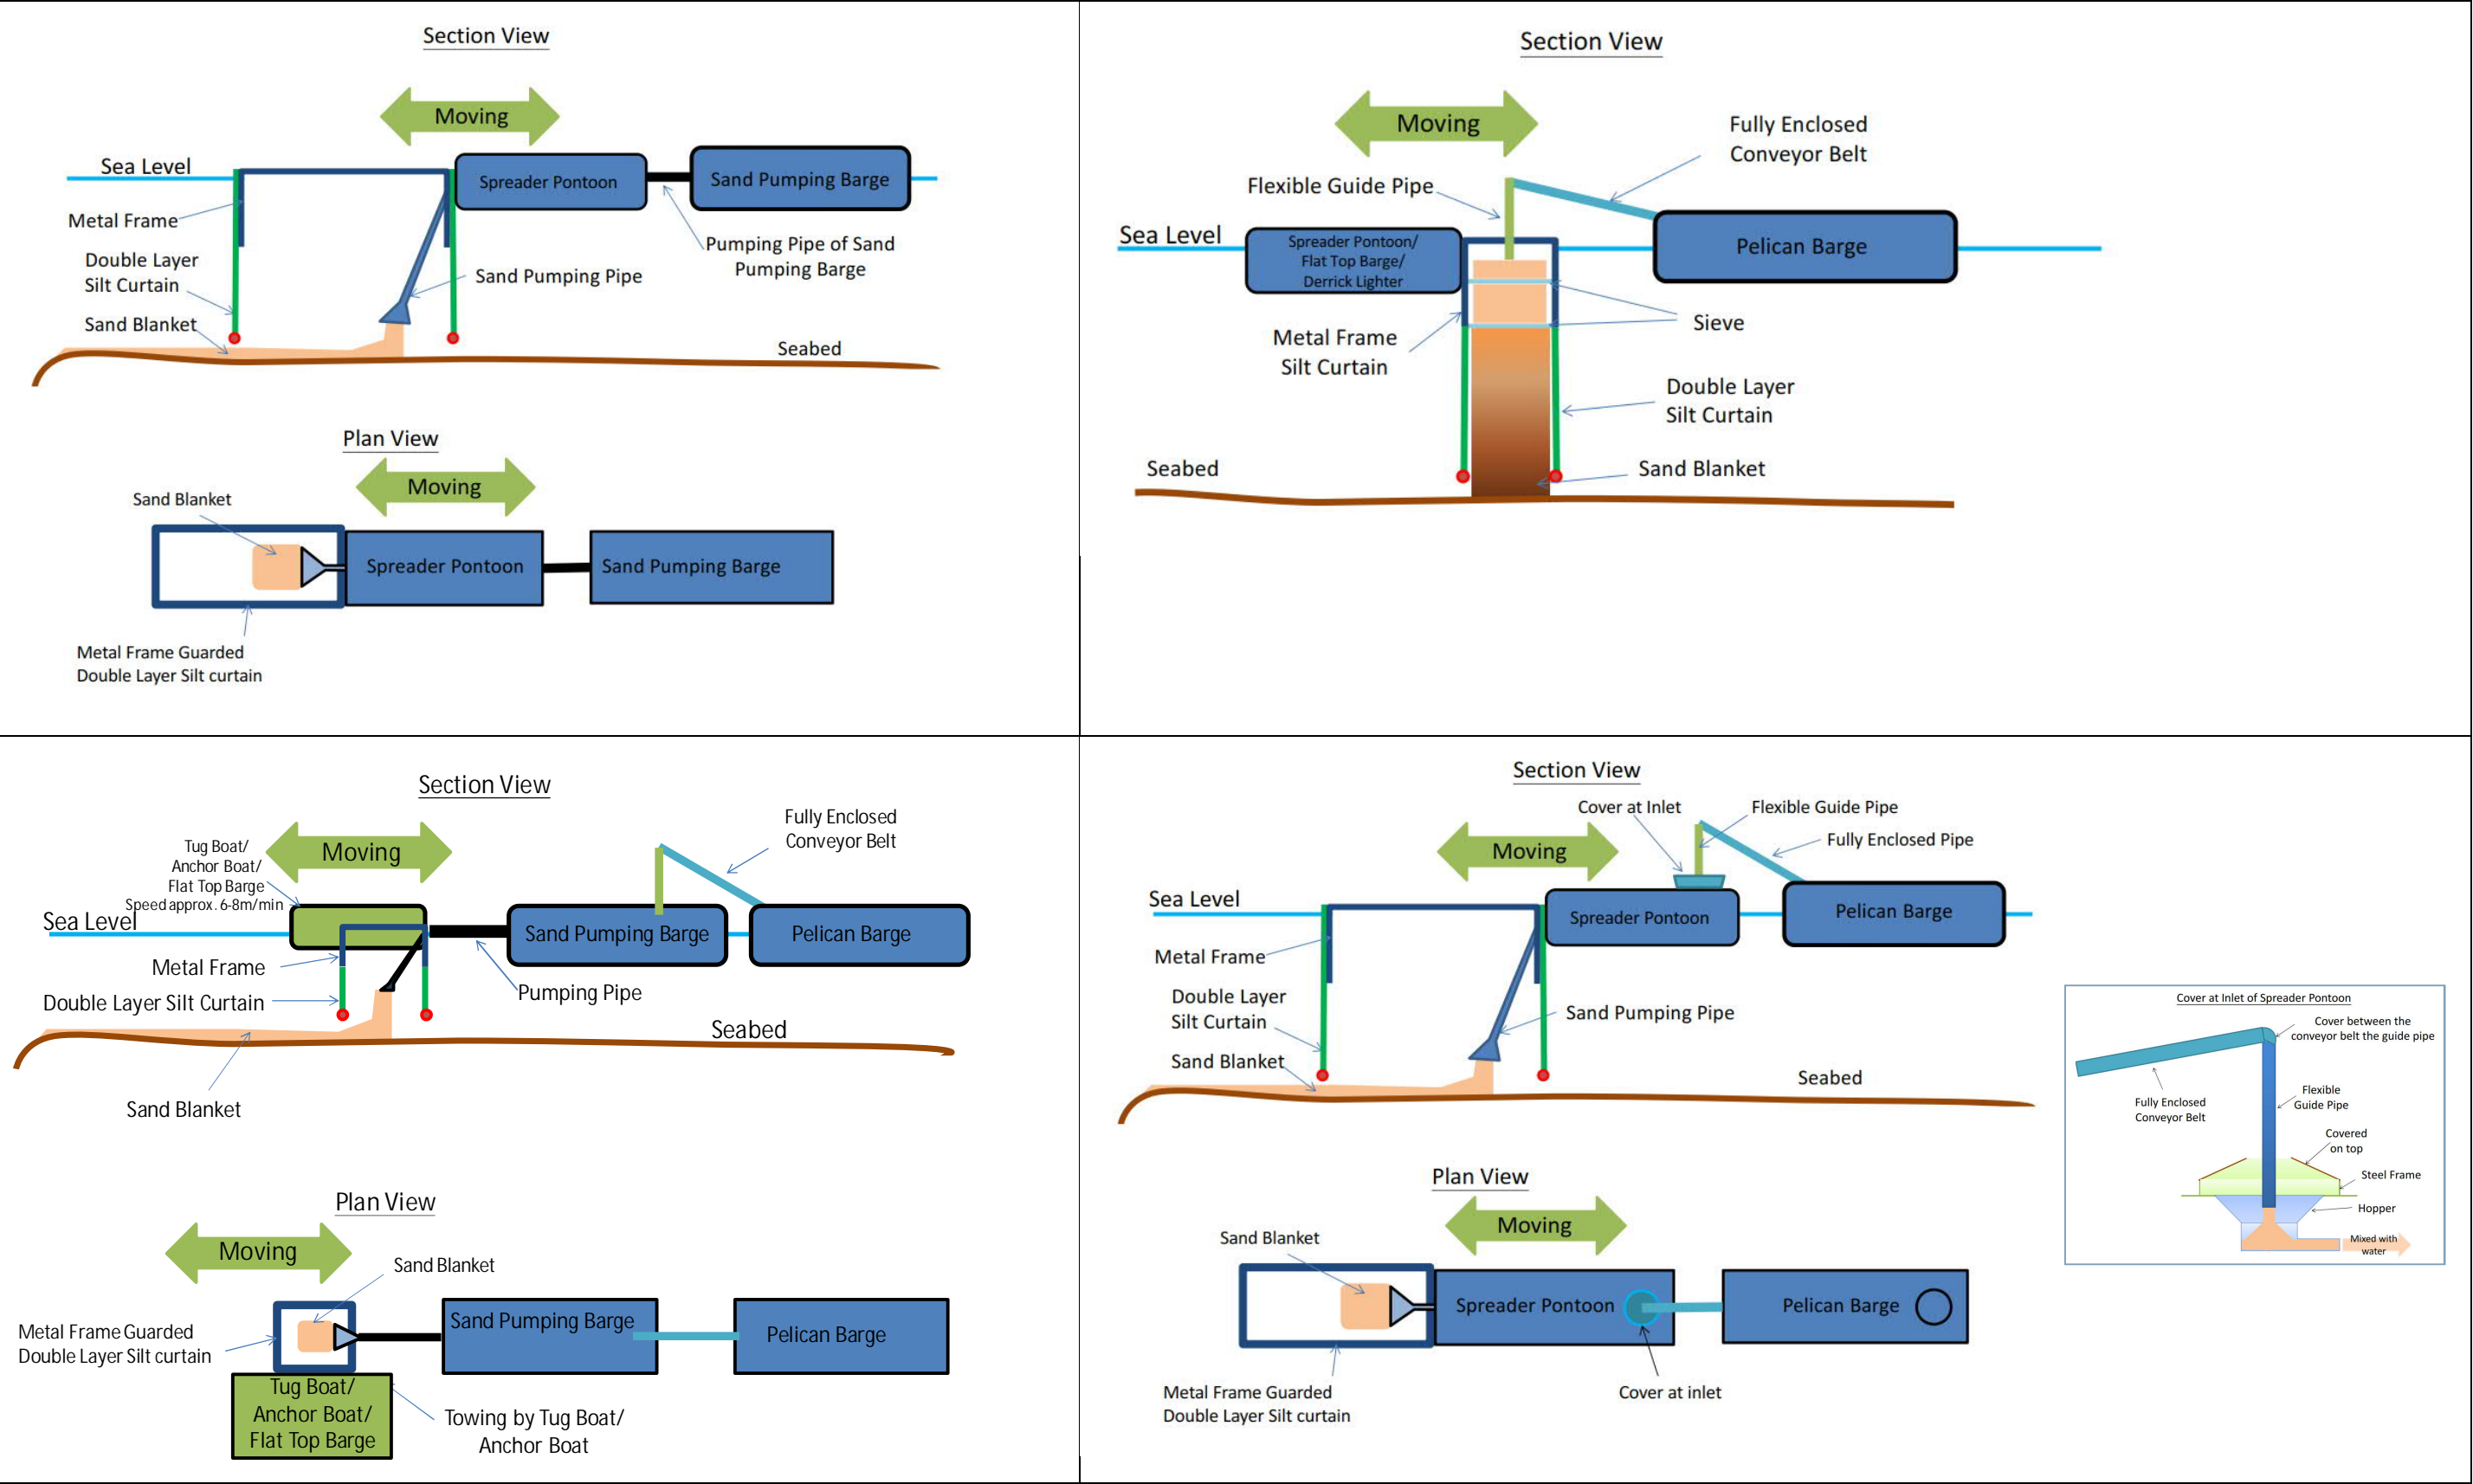 Section View
Moving
Sea Level
Spreader Pontoon
Sand Pumping Barge
Metal Frame
Pumping Pipe of Sand
Pumping Barge
Double Layer
Silt Curtain
Sand Pumping Pipe
Sand Blanket
Seabed
Plan View
Moving
Sand Blanket
Spreader Pontoon
Sand Pumping Barge
Metal Frame Guarded
Double Layer Silt curtain
Section View
Moving
Fully Enclosed
Conveyor Belt
Flexible Guide Pipe
Sea Level
Spreader Pontoon/
Flat Top Barge/
Derrick Lighter
Pelican Barge
Sieve
Metal Frame
Silt Curtain
Double Layer
Silt Curtain
Seabed
Sand Blanket
Section View
Fully Enclosed
Conveyor Belt
Moving
Tug Boat/
Anchor Boat/
Flat Top Barge
Speed approx. 6-8m/min
Sea Level
Sand Pumping Barge
Pelican Barge
Metal Frame
Double Layer Silt Curtain
Pumping Pipe
Seabed
Sand Blanket
Plan View
Moving
Sand Blanket
Sand Pumping Barge
Pelican Barge
Metal Frame Guarded
Double Layer Silt curtain
Tug Boat/
Anchor Boat/
Flat Top Barge
Towing by Tug Boat/
Anchor Boat
Section View
Cover at Inlet
Flexible Guide Pipe
Moving
Fully Enclosed Pipe
Sea Level
Spreader Pontoon
Pelican Barge
Metal Frame
Double Layer
Silt Curtain
Sand Pumping Pipe
Sand Blanket
Seabed
Cover at Inlet of Spreader Pontoon
Cover between the
conveyor belt the guide pipe
Fully Enclosed
Conveyor Belt
Flexible
Guide Pipe
Covered
on top
Steel Frame
Hopper
Mixed with
water
Plan View
Moving
Sand Blanket
Spreader Pontoon
Pelican Barge
Metal Frame Guarded
Double Layer Silt curtain
Cover at inlet